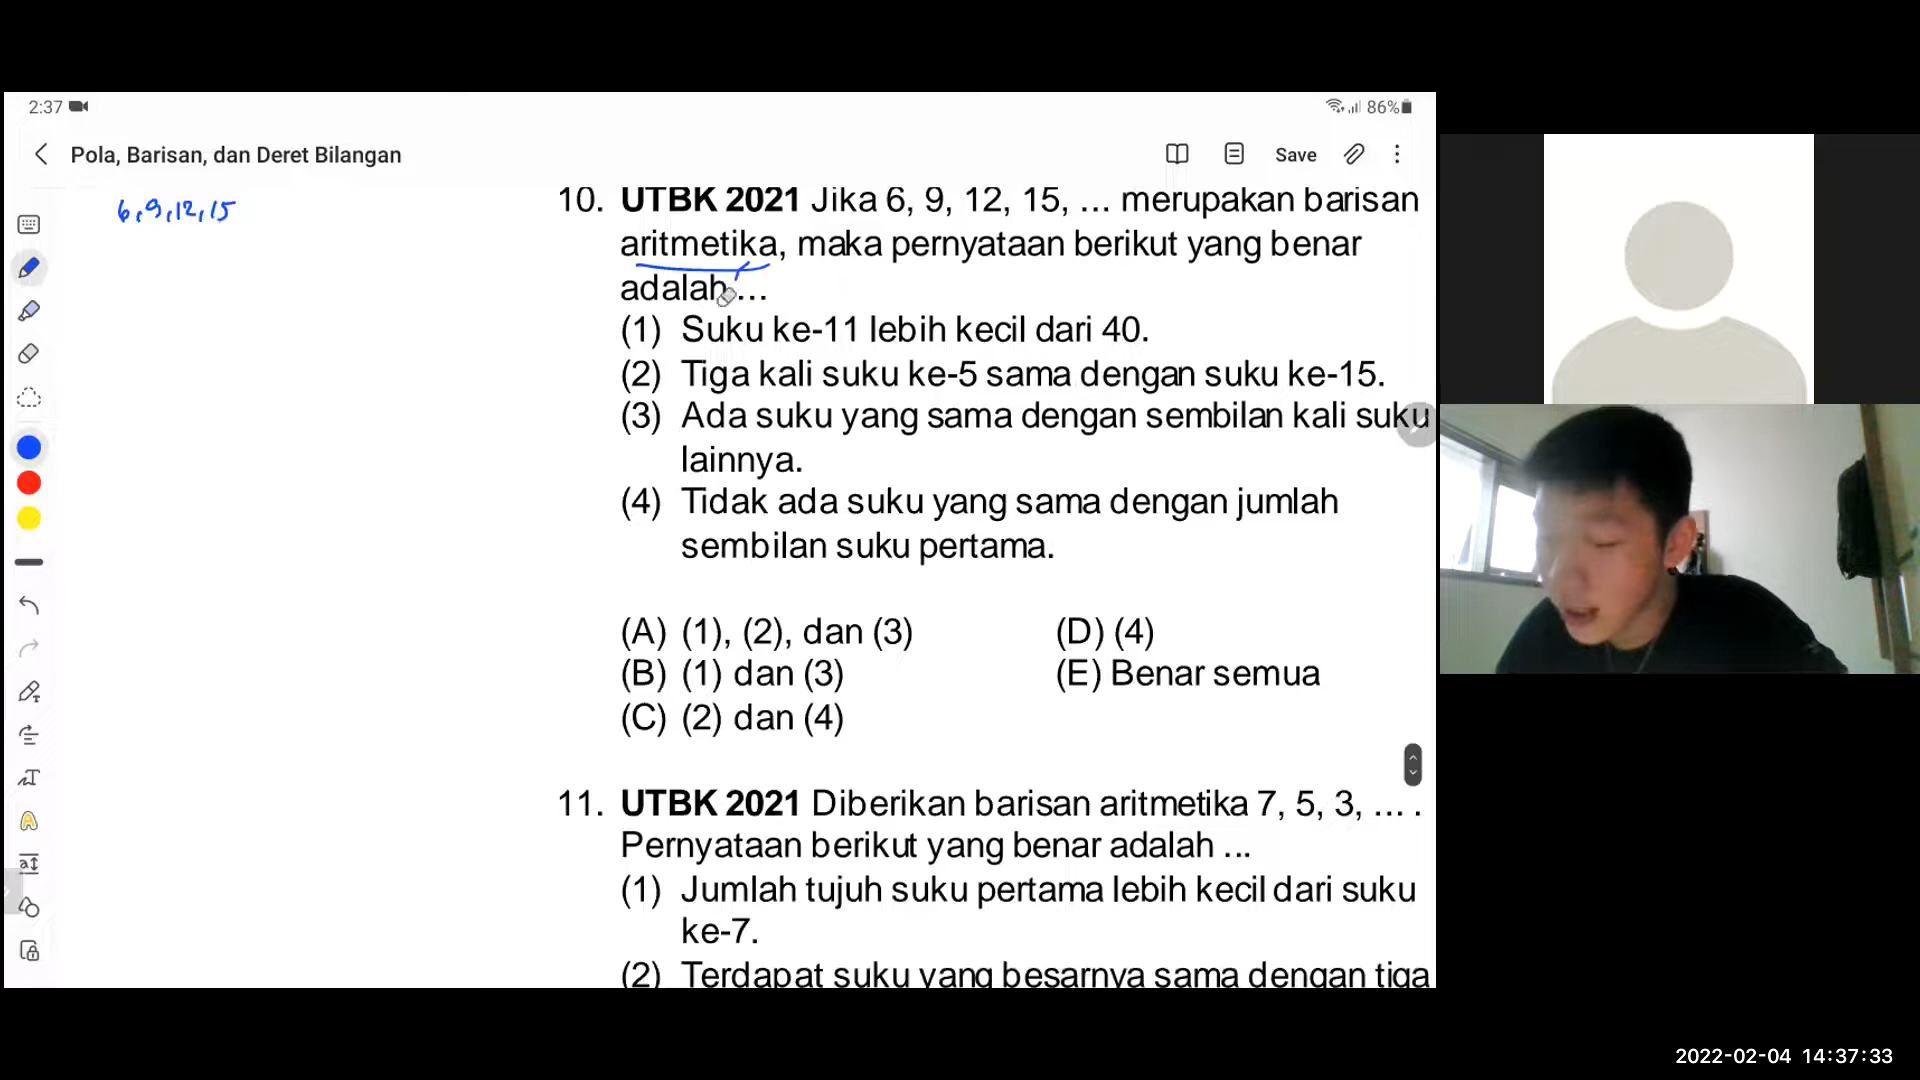 2:37
86%
Pola, Barisan, dan Deret Bilangan
Save
6, 9, 12, 15
10. UTBK 2021 Jika 6, 9, 12, 15, ... merupakan barisan
aritmetika, maka pernyataan berikut yang benar
adalah ...
(1) Suku ke-11 lebih kecil dari 40.
(2) Tiga kali suku ke-5 sama dengan suku ke-15.
(3) Ada suku yang sama dengan sembilan kali suku
lainnya.
(4) Tidak ada suku yang sama dengan jumlah
sembilan suku pertama.
(A) (1), (2), dan (3) (D) (4)
(B) (1) dan (3) (E) Benar semua
(C) (2) dan (4)
11. UTBK 2021 Diberikan barisan aritmetika 7, 5, 3, ... .
Pernyataan berikut yang benar adalah ...
(1) Jumlah tujuh suku pertama lebih kecil dari suku
ke-7.
(2) Terdapat suku yang besarnya sama dengan tiga
2022-02-04 14:37:33